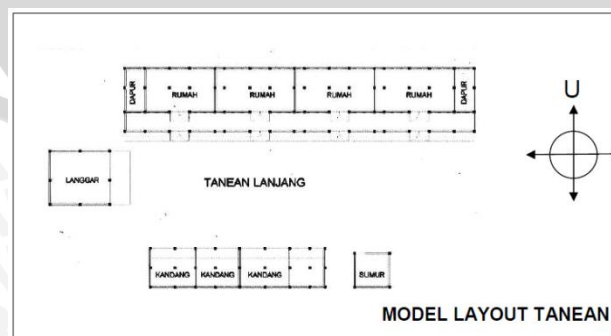 DAPUR RUMAH RUMAH RUMAH RUMAH DAPUR
U
LANGGAR
TANEAN LANJANG
KANDANG KANDANG KANDANG
SUMUR
MODEL LAYOUT TANEAN